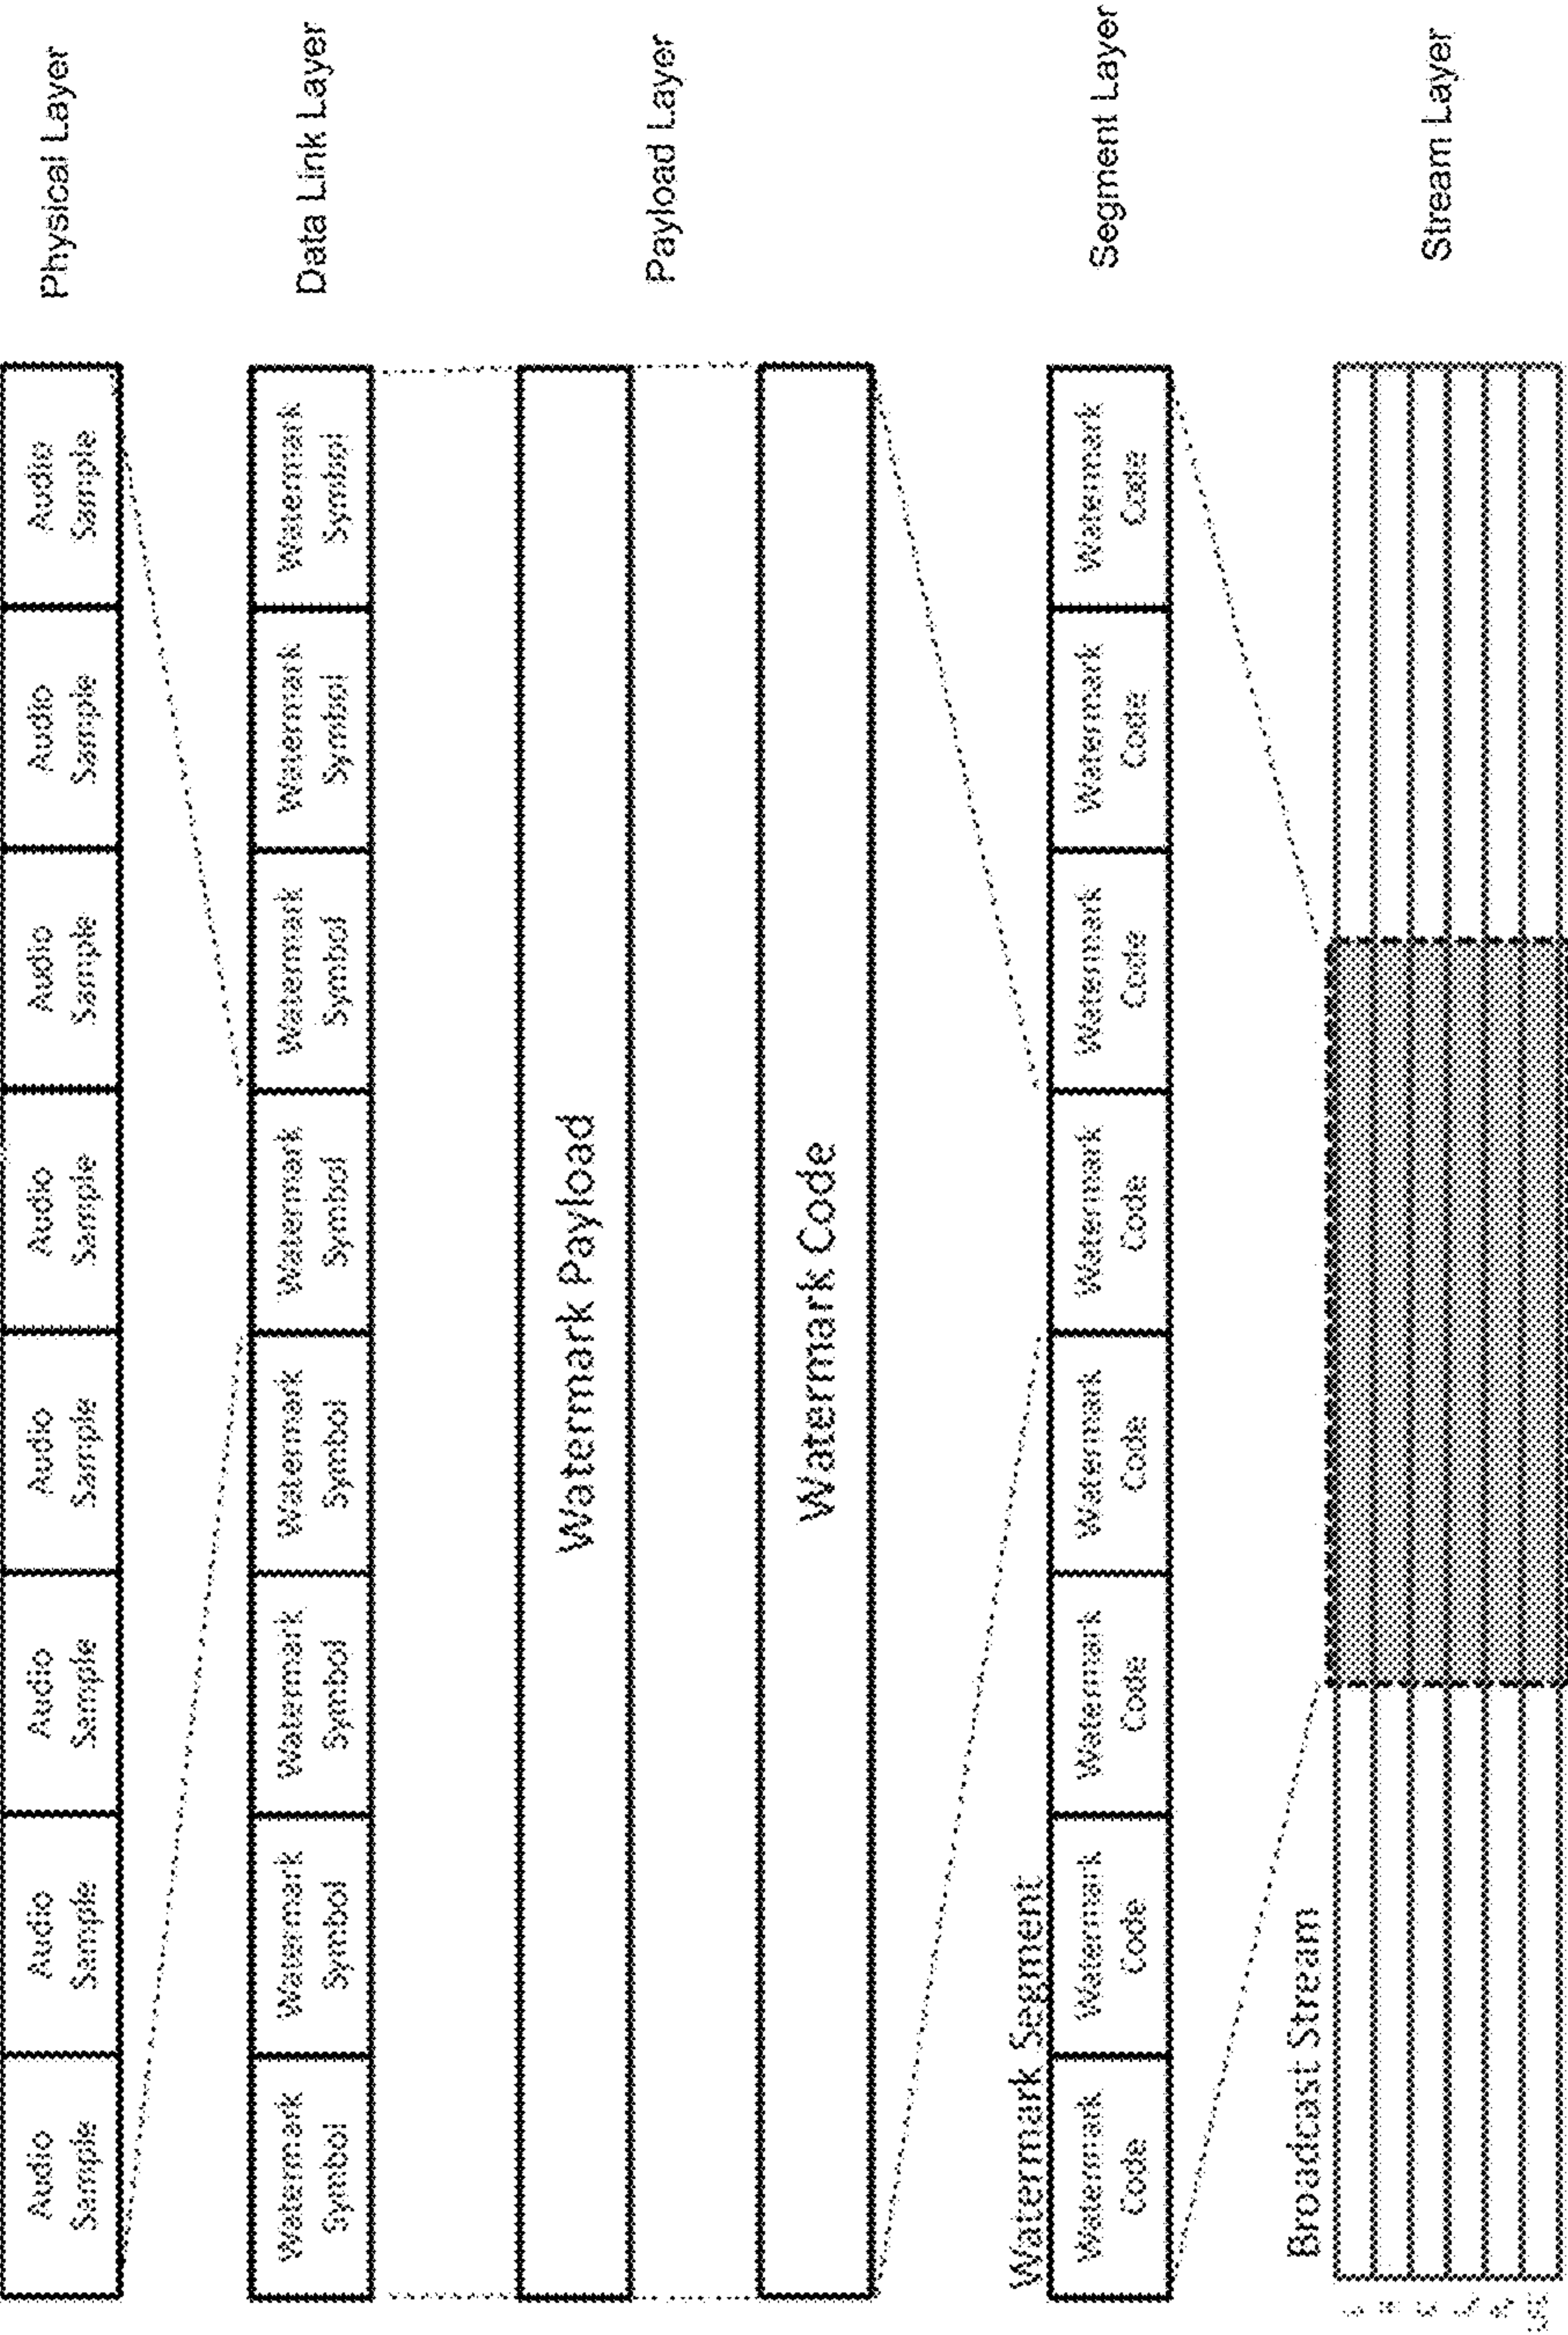 Audio
Sample
Audio
Sample
Audio
Sample
Audio
Sample
Audio
Sample
Audio
Sample
Audio
Sample
Audio
Sample
Physical Layer
Watermark
Symbol
Watermark
Symbol
Watermark
Symbol
Watermark
Symbol
Watermark
Symbol
Watermark
Symbol
Watermark
Symbol
Watermark
Symbol
Data Link Layer
Watermark Payload
Payload Layer
Watermark Code
Watermark Segment
Watermark
Code
Watermark
Code
Watermark
Code
Watermark
Code
Watermark
Code
Watermark
Code
Watermark
Code
Watermark
Code
Segment Layer
Broadcast Stream
Stream Layer